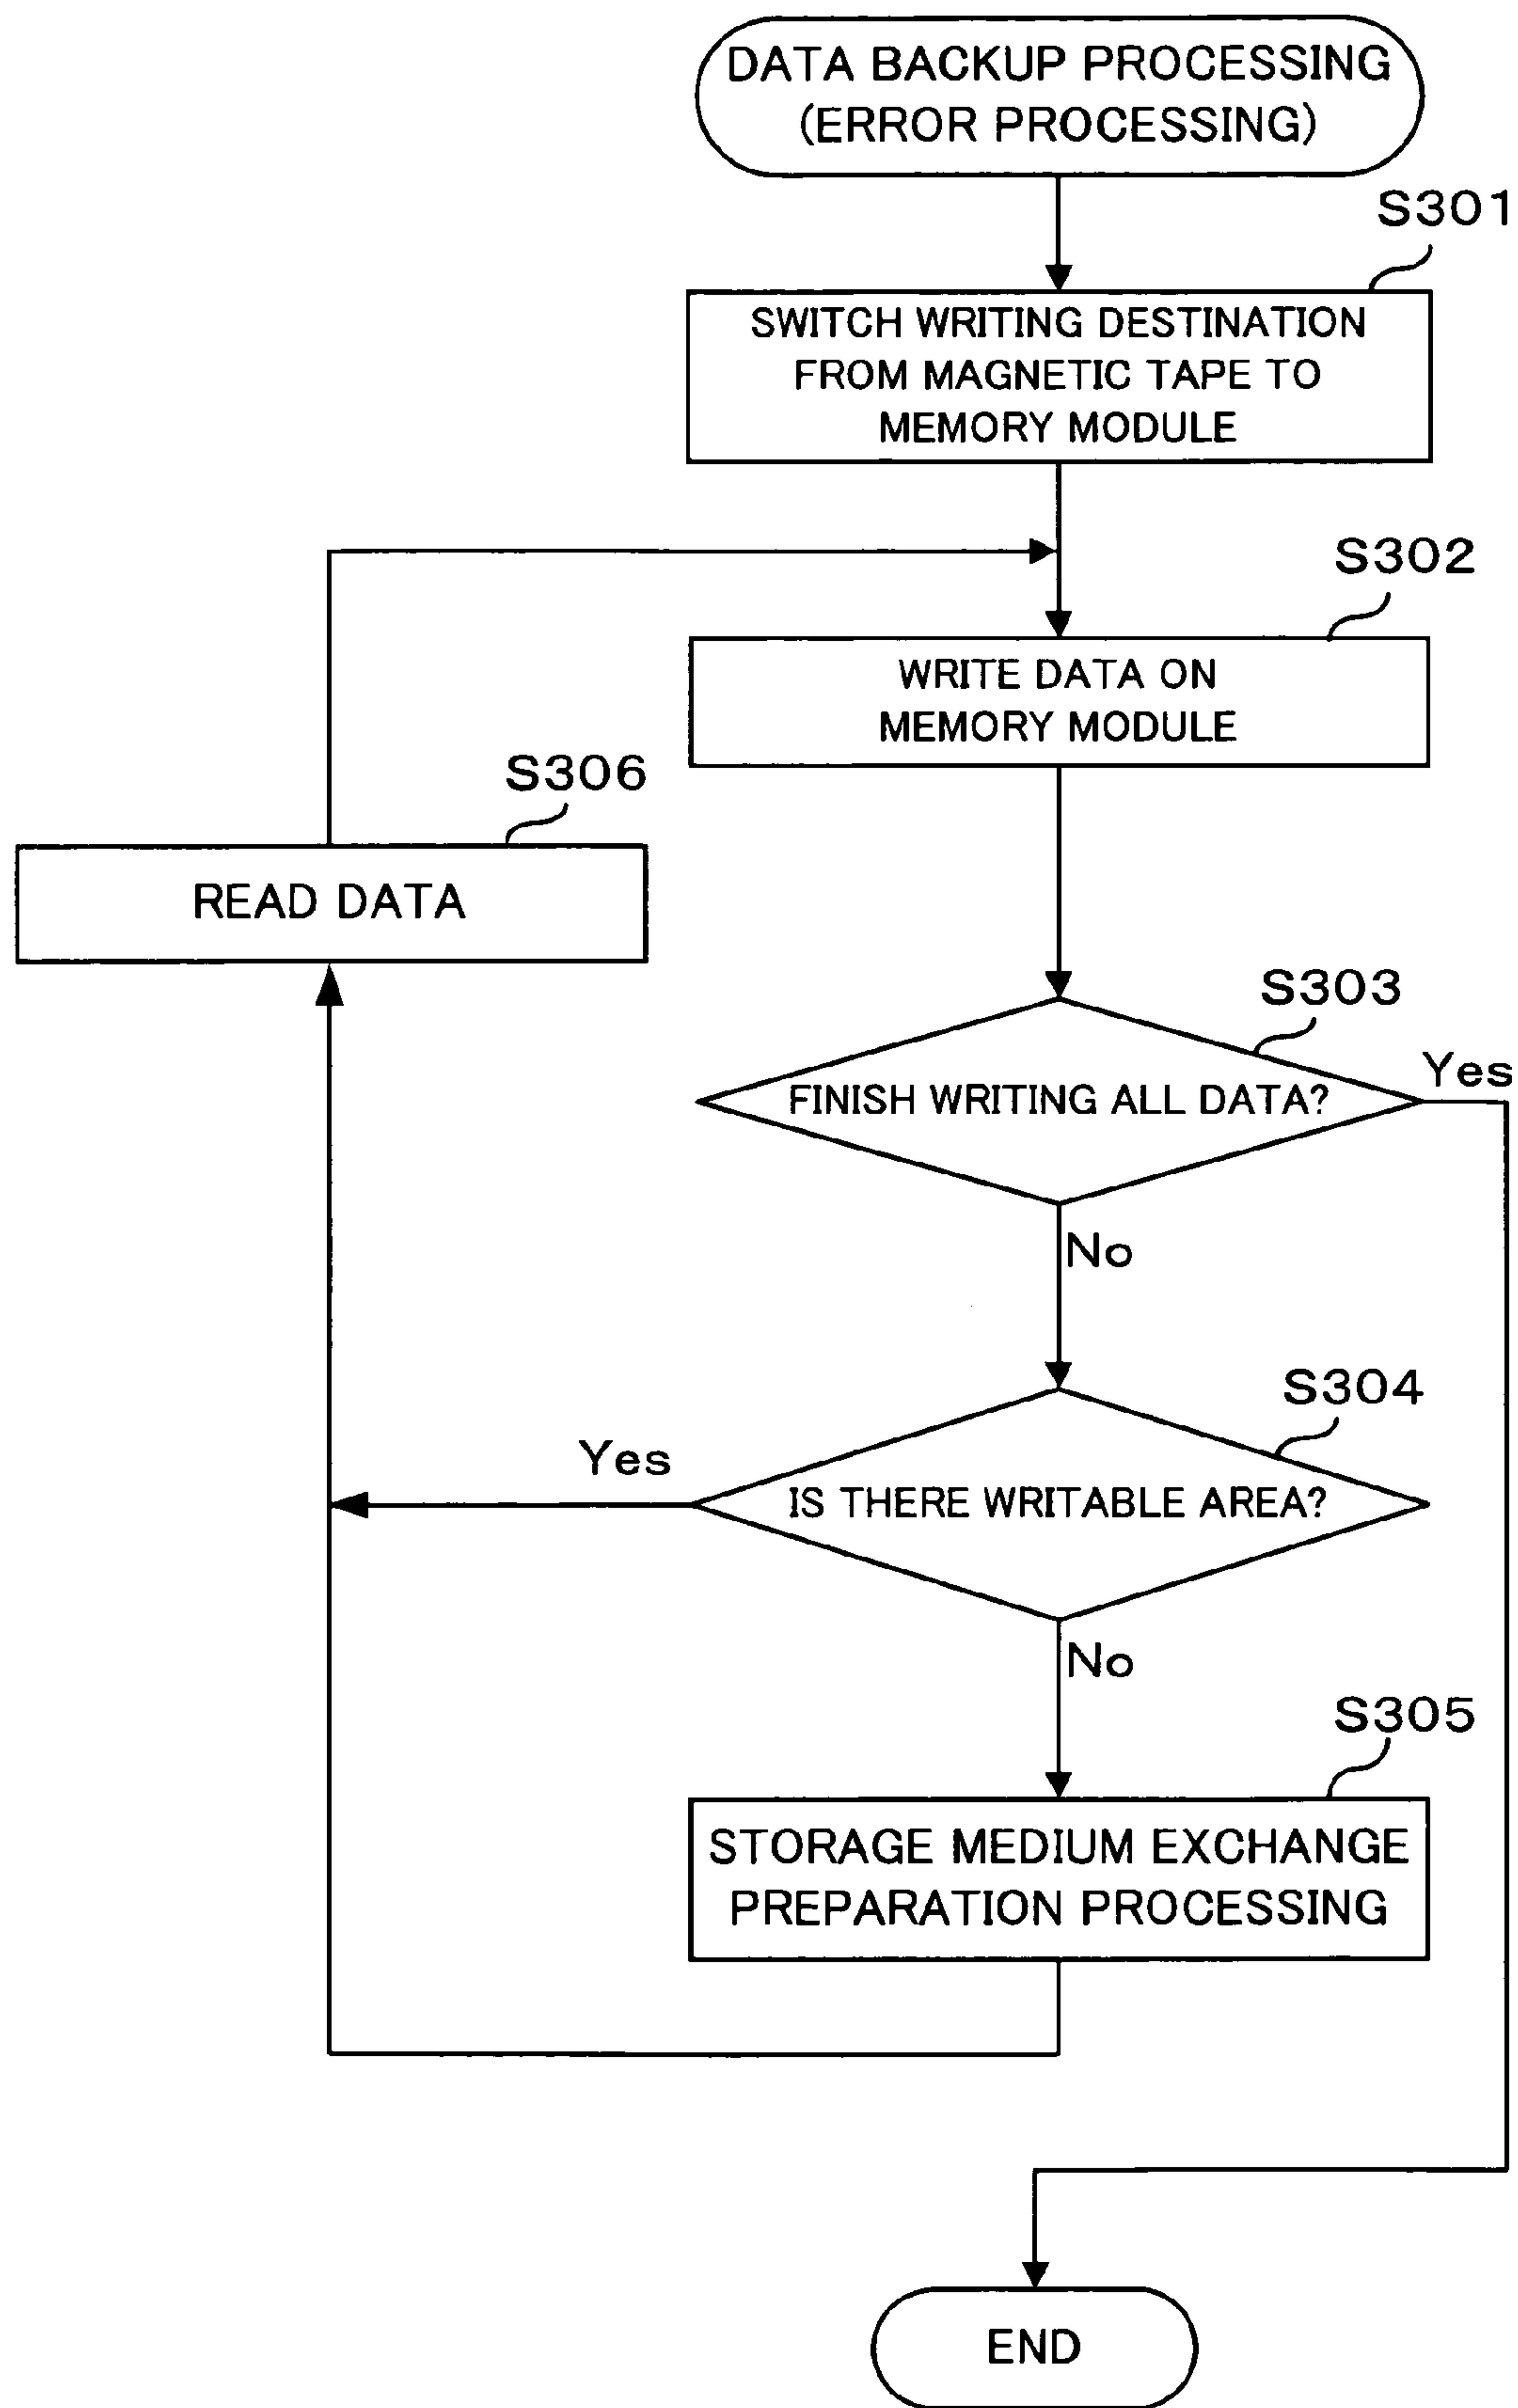 DATA BACKUP PROCESSING
(ERROR PROCESSING)
S301
SWITCH WRITING DESTINATION
FROM MAGNETIC TAPE TO
MEMORY MODULE
S302
WRITE DATA ON
MEMORY MODULE
S306
READ DATA
S303
FINISH WRITING ALL DATA?
Yes
No
S304
IS THERE WRITABLE AREA?
Yes
No
S305
STORAGE MEDIUM EXCHANGE
PREPARATION PROCESSING
END